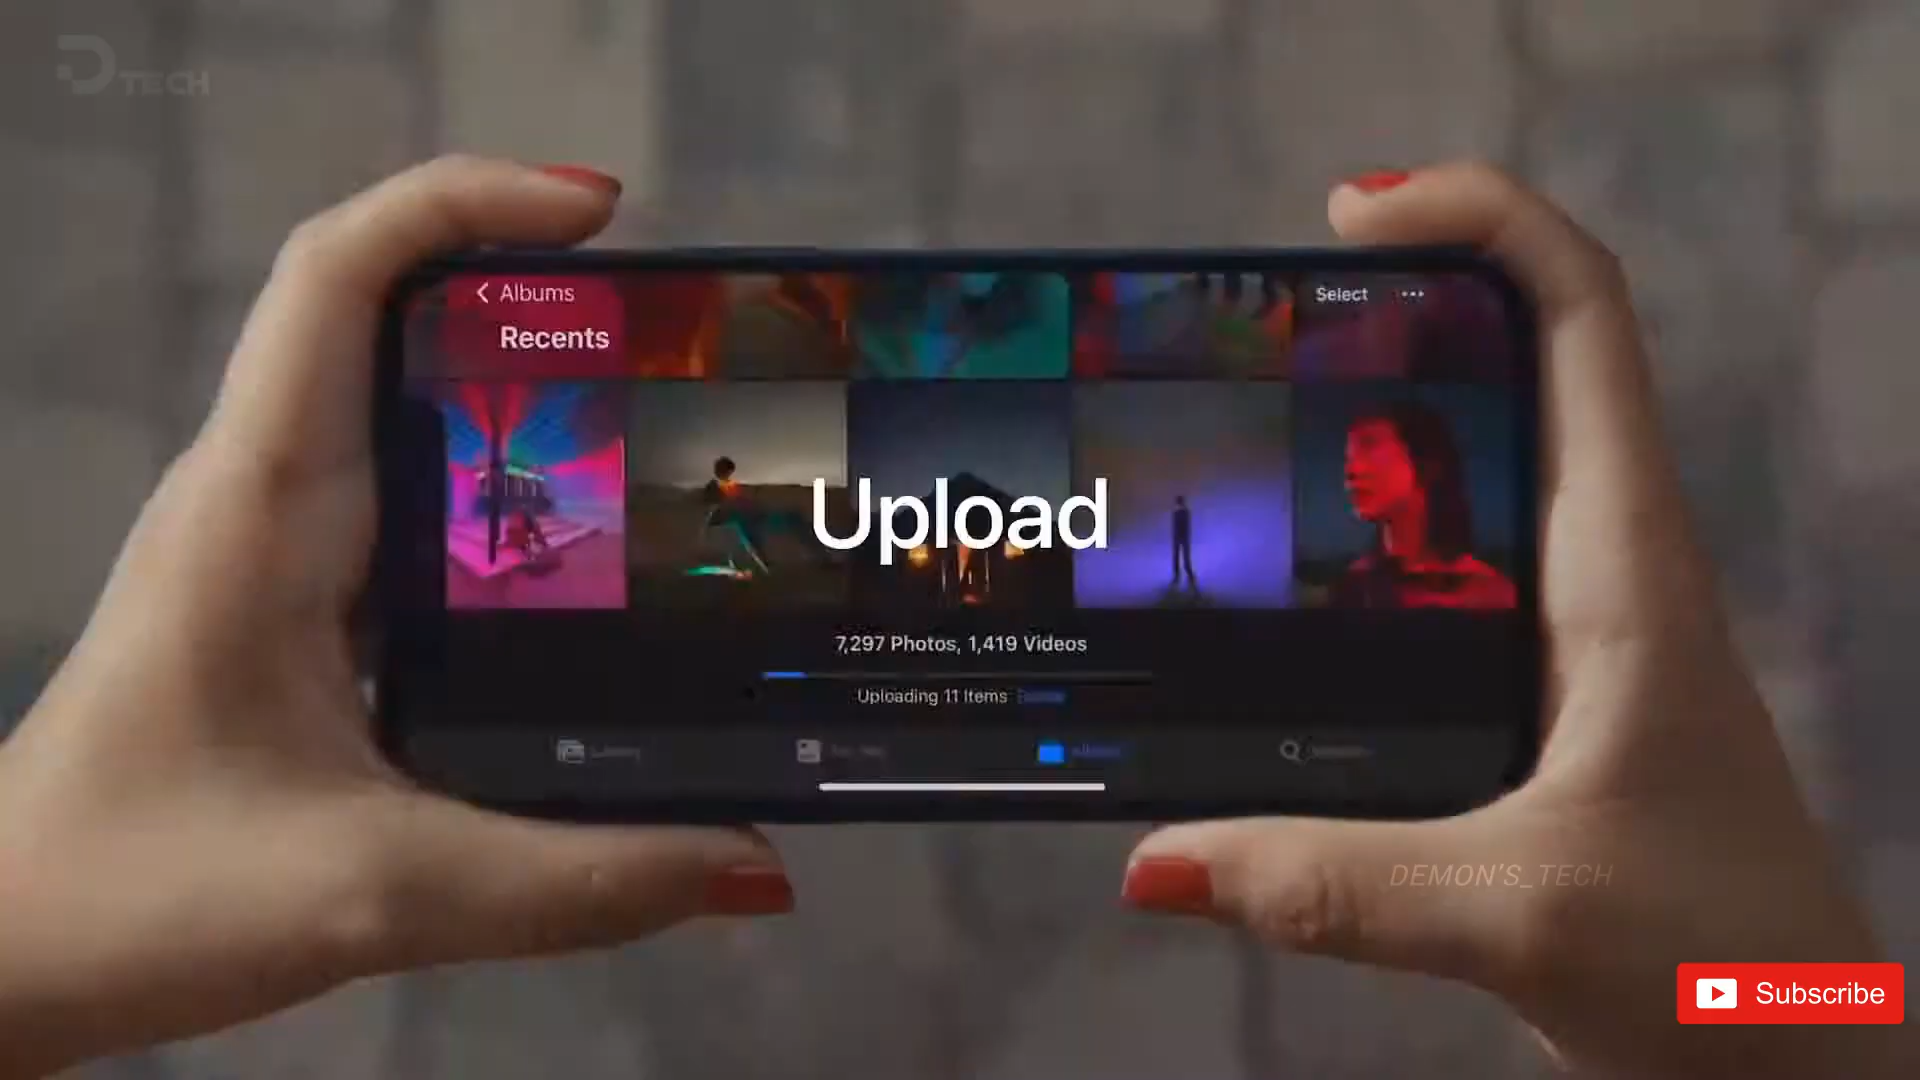 D TECH
Albums
Select
Recents
Upload
7,297 Photos, 1,419 Videos
Uploading 11 Items
DEMON'S_TECH
Subscribe